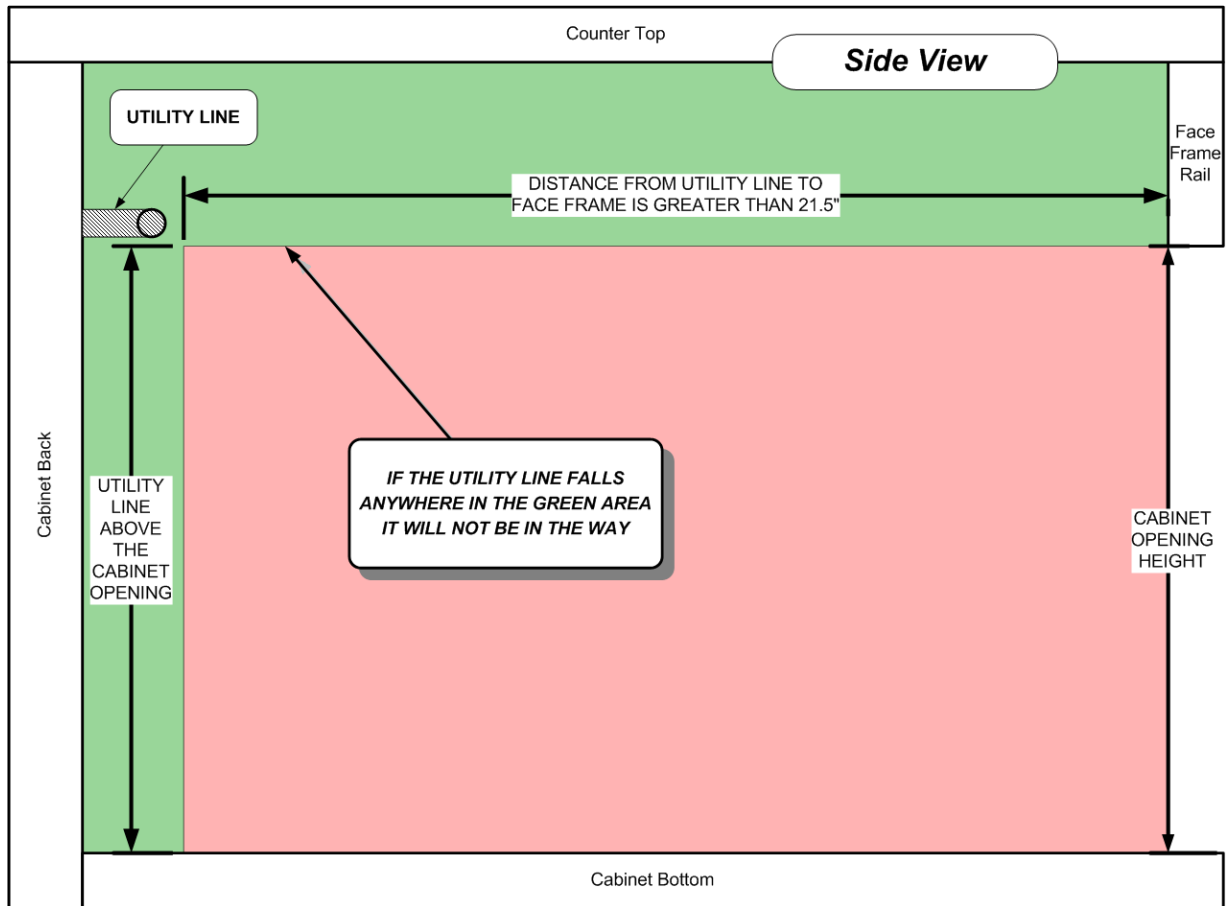 Counter Top
Side View
UTILITY LINE
Face
Frame
Rail
DISTANCE FROM UTILITY LINE TO
FACE FRAME IS GREATER THAN 21.5"
Cabinet Back
IF THE UTILITY LINE FALLS
ANYWHERE IN THE GREEN AREA
IT WILL NOT BE IN THE WAY
UTILITY
LINE
ABOVE
THE
CABINET
OPENING
CABINET
OPENING
HEIGHT
Cabinet Bottom